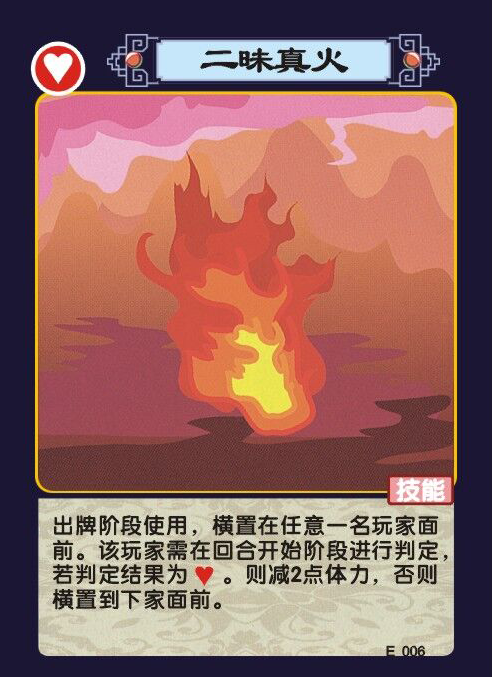 二昧真火
技能
出牌阶段使用，横置在任意一名玩家面
前。该玩家需在回合开始阶段进行判定，
若判定结果为♥。则减2点体力，否则
横置到下家面前。
E 006